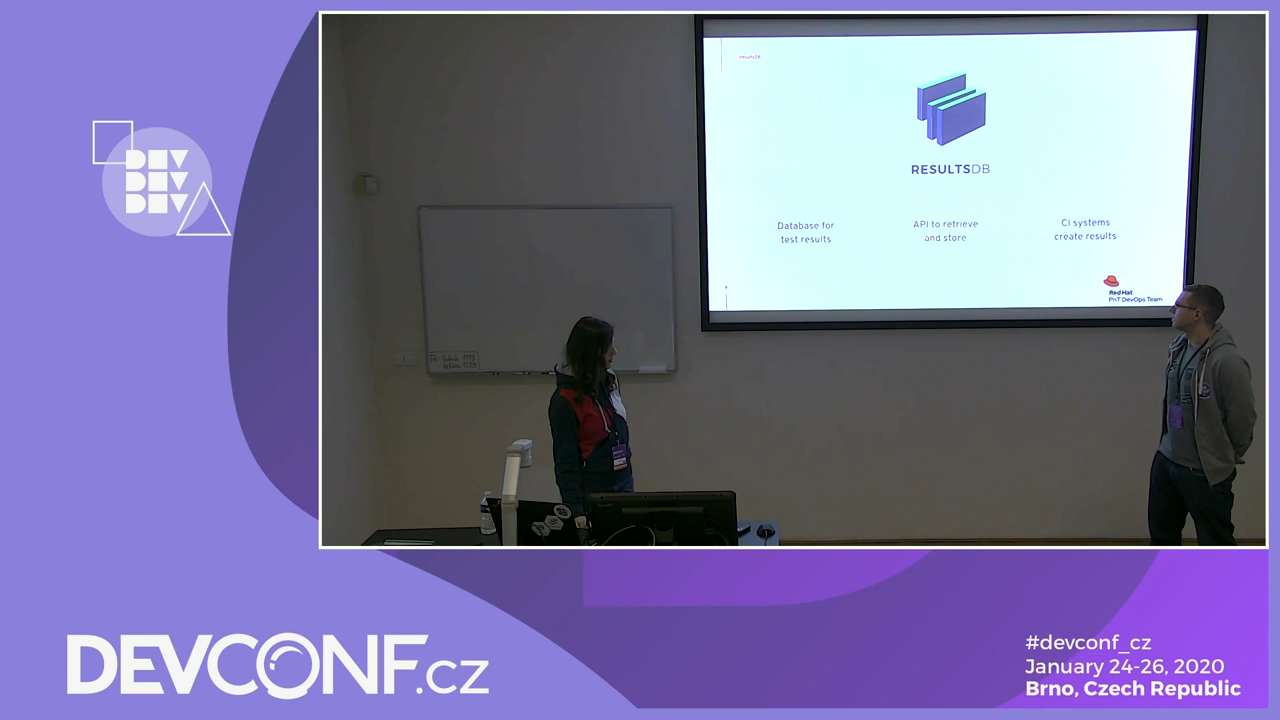 DEV
DEV
DEV
ResultsDB
RESULTSDB
Database for
test results
API to retrieve
and store
CI systems
create results
Red Hat
PnT DevOps Team
DEVCONF.cz
#devconf_cz
January 24-26, 2020
Brno, Czech Republic